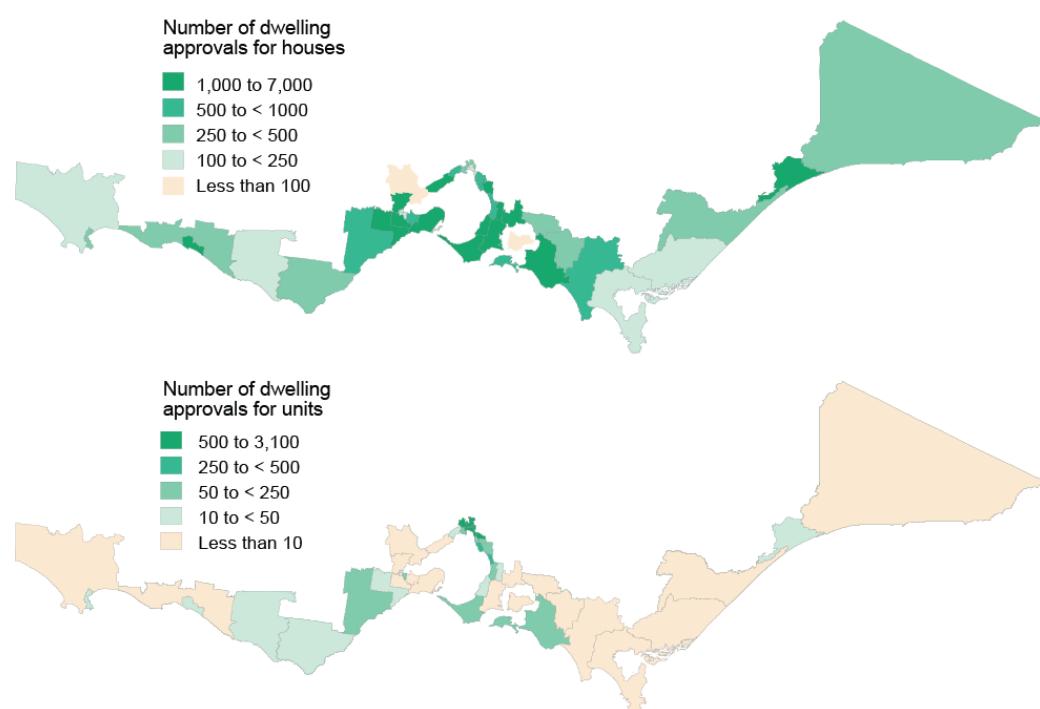 Number of dwelling
approvals for houses
1,000 to 7,000
500 to < 1000
250 to < 500
100 to < 250
Less than 100
Number of dwelling
approvals for units
500 to 3,100
250 to < 500
50 to < 250
10 to < 50
Less than 10